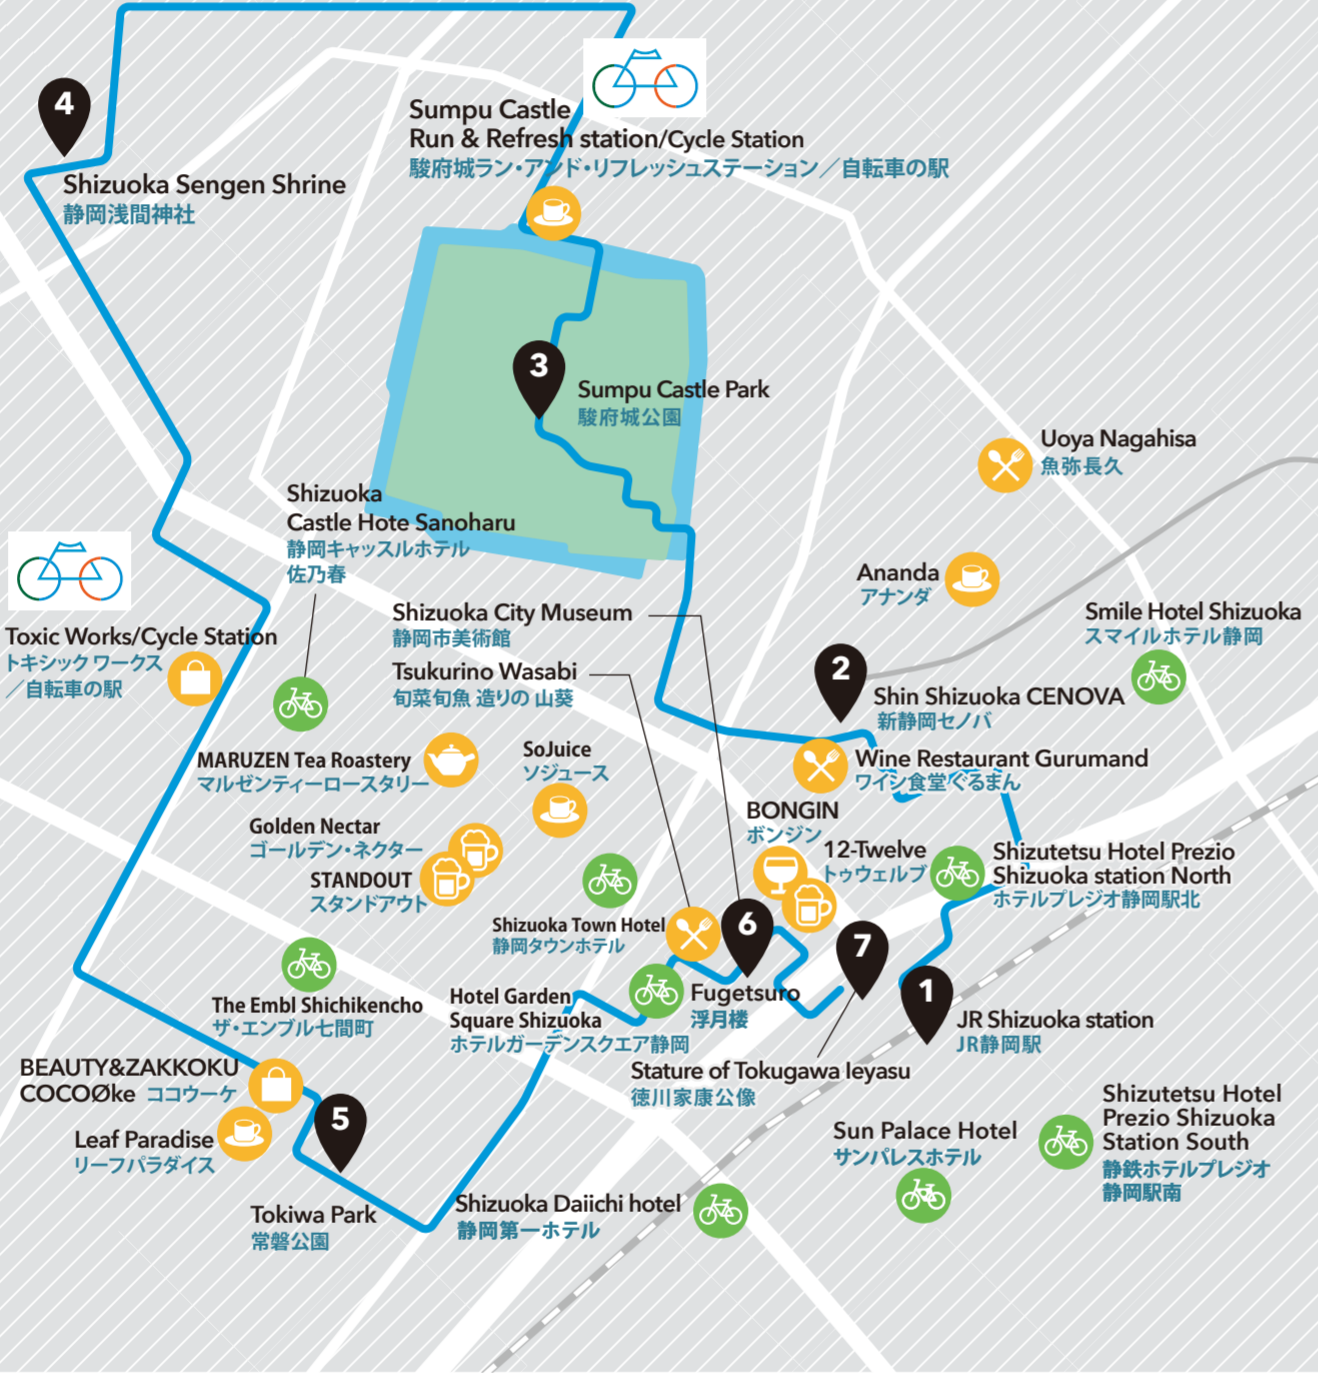 4
Sumpu Castle
Run & Refresh station/Cycle Station
駿府城ラン・アンド・リフレッシュステーション／自転車の駅
Shizuoka Sengen Shrine
静岡浅間神社
3
Sumpu Castle Park
駿府城公園
Uoya Nagahisa
魚弥長久
Shizuoka
Castle Hote Sanoharu
静岡キャッスルホテル
佐乃春
Ananda
アナンダ
Shizuoka City Museum
静岡市美術館
Smile Hotel Shizuoka
スマイルホテル静岡
Toxic Works/Cycle Station
トキシック ワークス
／自転車の駅
Tsukurino Wasabi
旬菜旬魚 造りの 山葵
2
Shin Shizuoka CENOVA
新静岡セノバ
MARUZEN Tea Roastery
マルゼンティーロースタリー
SoJuice
ソジュース
Wine Restaurant Gurumand
ワイン食堂ぐるまん
BONGIN
ボンジン
Golden Nectar
ゴールデン・ネクター
12-Twelve
トゥウェルブ
Shizutetsu Hotel Prezio
Shizuoka station North
ホテルプレジオ静岡駅北
STANDOUT
スタンドアウト
Shizuoka Town Hotel
静岡タウンホテル
6
7
Fugetsuro
浮月楼
1
JR Shizuoka station
JR静岡駅
The Embl Shichikencho
ザ・エンブル七間町
Hotel Garden
Square Shizuoka
ホテルガーデンスクエア静岡
Stature of Tokugawa Ieyasu
徳川家康公像
BEAUTY&ZAKKOKU
COCOØke ココウーケ
Leaf Paradise
リーフパラダイス
5
Tokiwa Park
常磐公園
Shizutetsu Hotel
Prezio Shizuoka
Station South
静鉄ホテルプレジオ
静岡駅南
Sun Palace Hotel
サンパレスホテル
Shizuoka Daiichi hotel
静岡第一ホテル